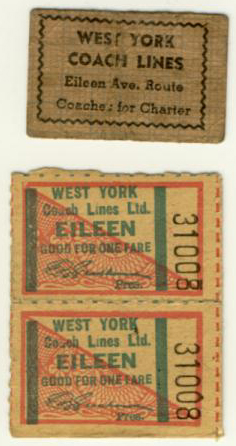 WEST YORK
COACH LINES
Eileen Ave. Route
Coaches for Charter
WEST YORK
Coach Lines Ltd.
EILEEN
GOOD FOR ONE FARE
Pres.
31008
WEST YORK
Coach Lines Ltd.
EILEEN
GOOD FOR ONE FARE
Pres.
31008